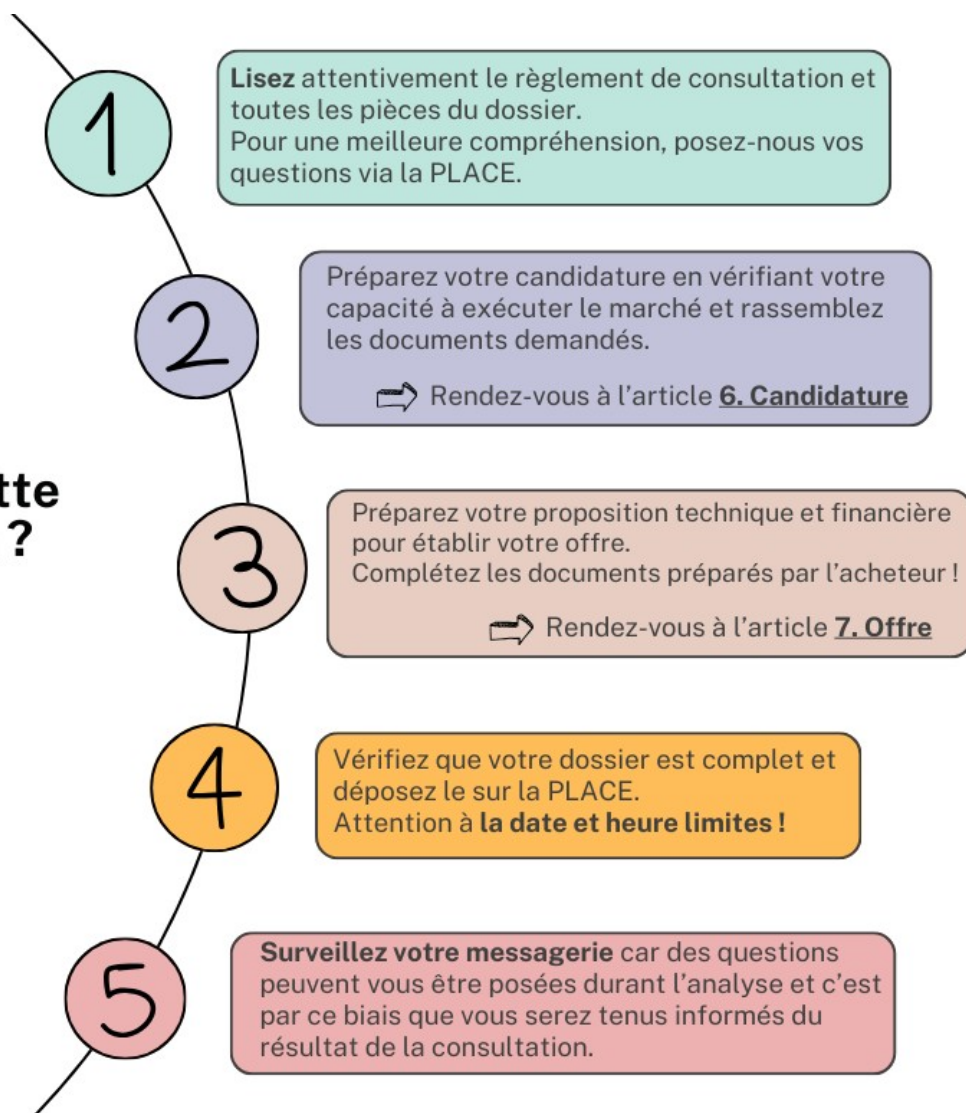 1
Lisez attentivement le règlement de consultation et
toutes les pièces du dossier.
Pour une meilleure compréhension, posez-nous vos
questions via la PLACE.
2
Préparez votre candidature en vérifiant votre
capacité à exécuter le marché et rassemblez
les documents demandés.
Rendez-vous à l'article 6. Candidature
tte
?
3
Préparez votre proposition technique et financière
pour établir votre offre.
Complétez les documents préparés par l'acheteur !
Rendez-vous à l'article 7. Offre
4
Vérifiez que votre dossier est complet et
déposez le sur la PLACE.
Attention à la date et heure limites !
5
Surveillez votre messagerie car des questions
peuvent vous être posées durant l'analyse et c'est
par ce biais que vous serez tenus informés du
résultat de la consultation.